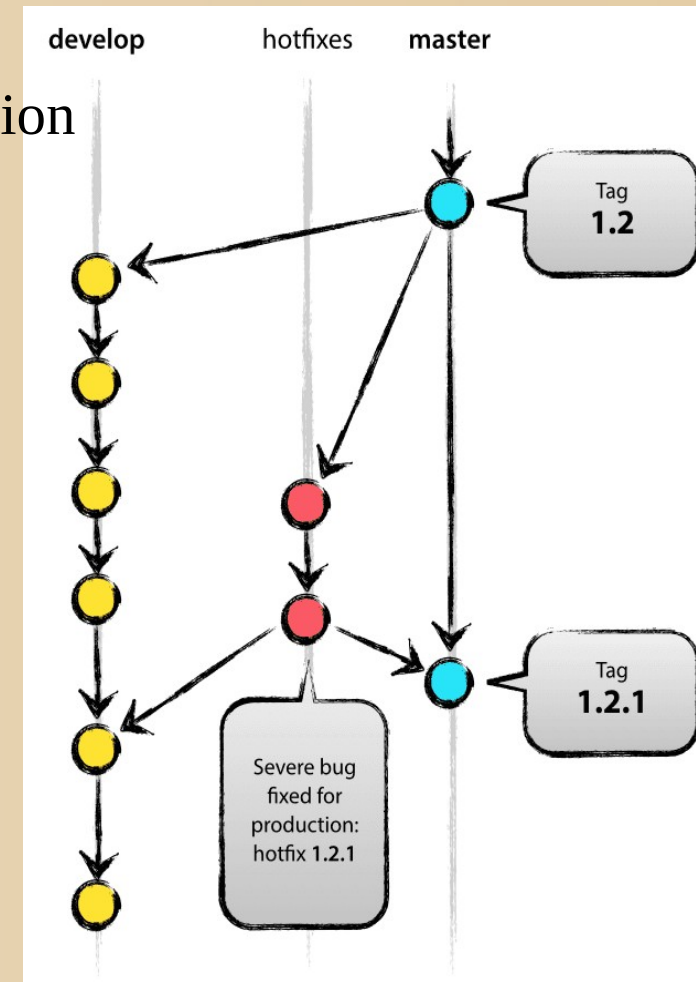 develop hotfixes master
ion
Tag
1.2
Tag
1.2.1
Severe bug
fixed for
production:
hotfix 1.2.1